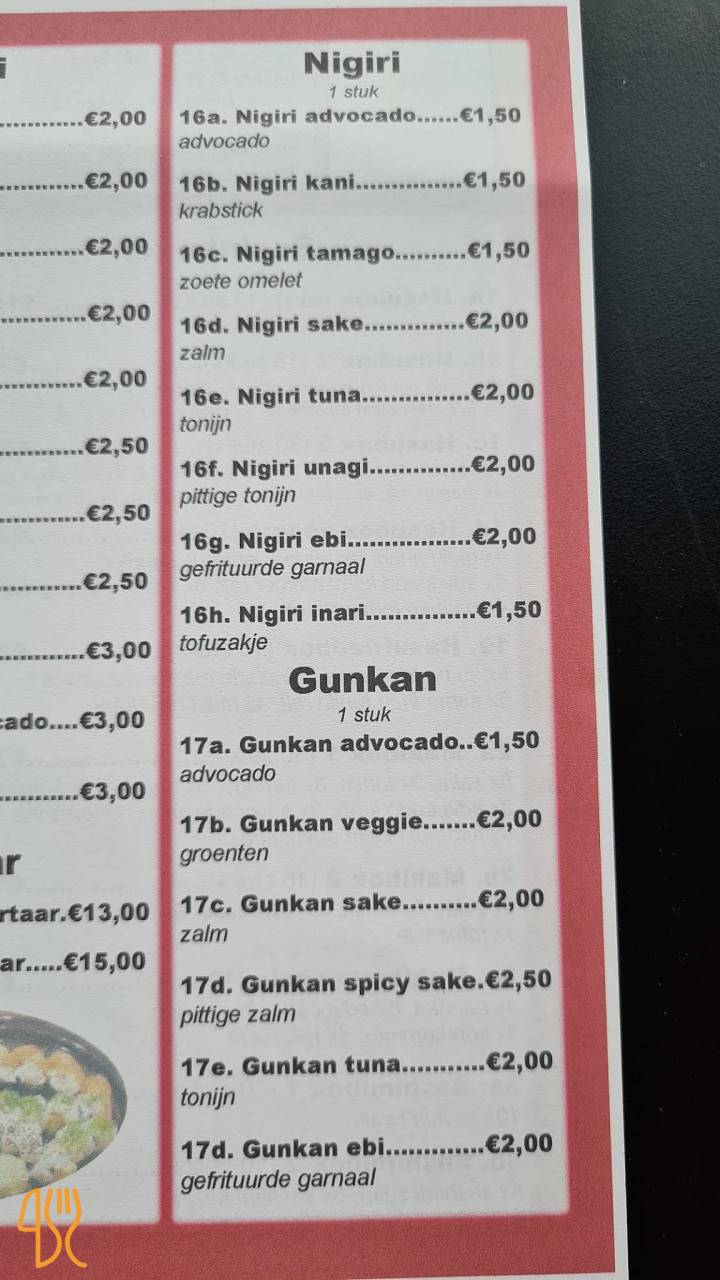 i
............€2,00
............€2,00
............€2,00
............€2,00
............€2,00
............€2,50
............€2,50
............€2,50
............€3,00
cado....€3,00
............€3,00
ar
rtaar.€13,00
ar.....€15,00
Nigiri
1 stuk
16a. Nigiri advocado......€1,50
advocado
16b. Nigiri kani...............€1,50
krabstick
16c. Nigiri tamago..........€1,50
zoete omelet
16d. Nigiri sake..............€2,00
zalm
16e. Nigiri tuna...............€2,00
tonijn
16f. Nigiri unagi..............€2,00
pittige tonijn
16g. Nigiri ebi.................€2,00
gefrituurde garnaal
16h. Nigiri inari................€1,50
tofuzakje
Gunkan
1 stuk
17a. Gunkan advocado..€1,50
advocado
17b. Gunkan veggie.......€2,00
groenten
17c. Gunkan sake..........€2,00
zalm
17d. Gunkan spicy sake.€2,50
pittige zalm
17e. Gunkan tuna...........€2,00
tonijn
17d. Gunkan ebi.............€2,00
gefrituurde garnaal